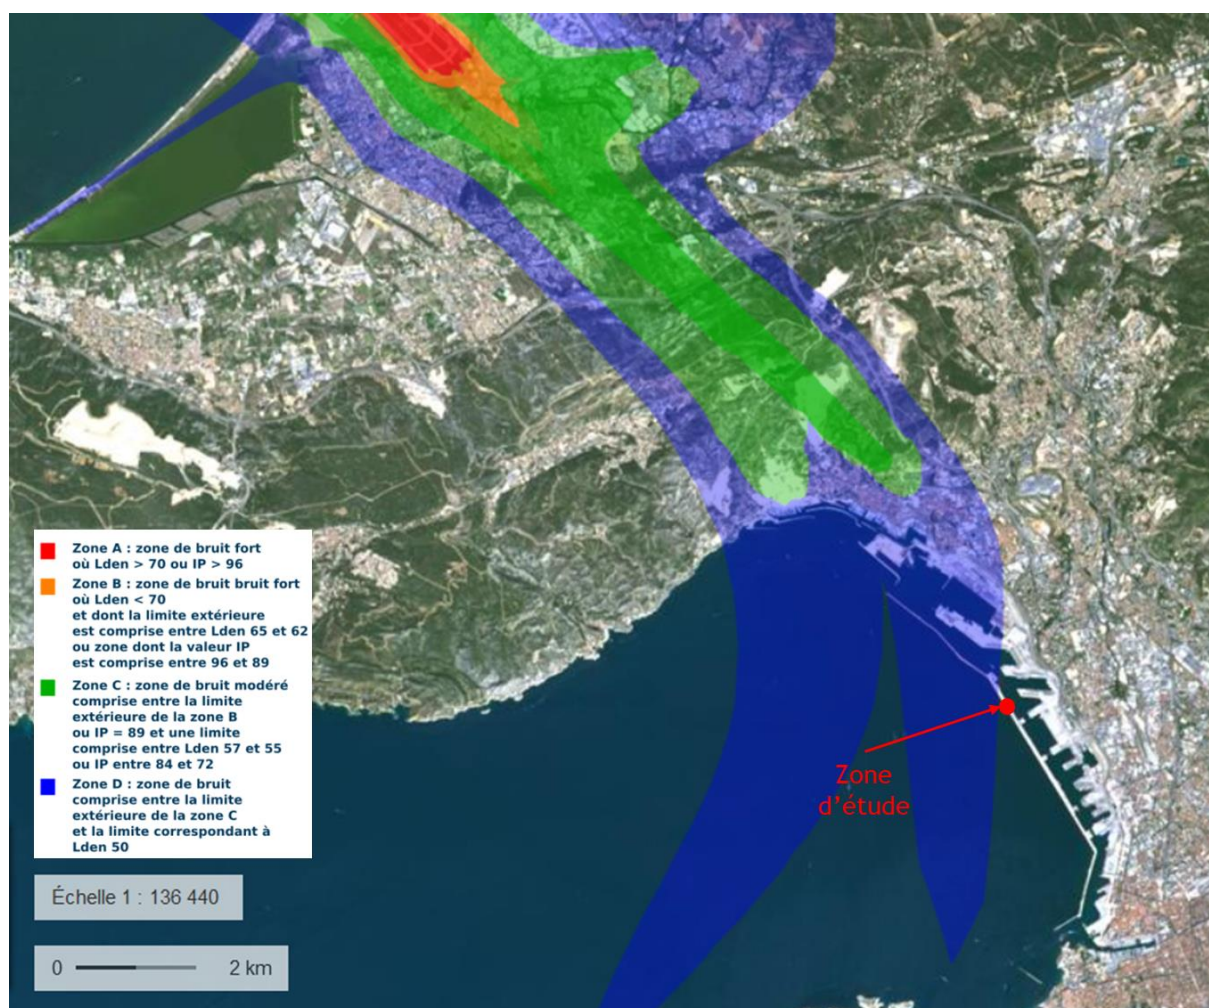 Zone A : zone de bruit fort
où Lden > 70 ou IP > 96
Zone B : zone de bruit bruit fort
où Lden < 70
et dont la limite extérieure
est comprise entre Lden 65 et 62
ou zone dont la valeur IP
est comprise entre 96 et 89
Zone C : zone de bruit modéré
comprise entre la limite
extérieure de la zone B
ou IP = 89 et une limite
comprise entre Lden 57 et 55
ou IP entre 84 et 72
Zone D : zone de bruit
comprise entre la limite
extérieure de la zone C
et la limite correspondant à
Lden 50
Zone
d'étude
Échelle 1 : 136 440
0 2 km